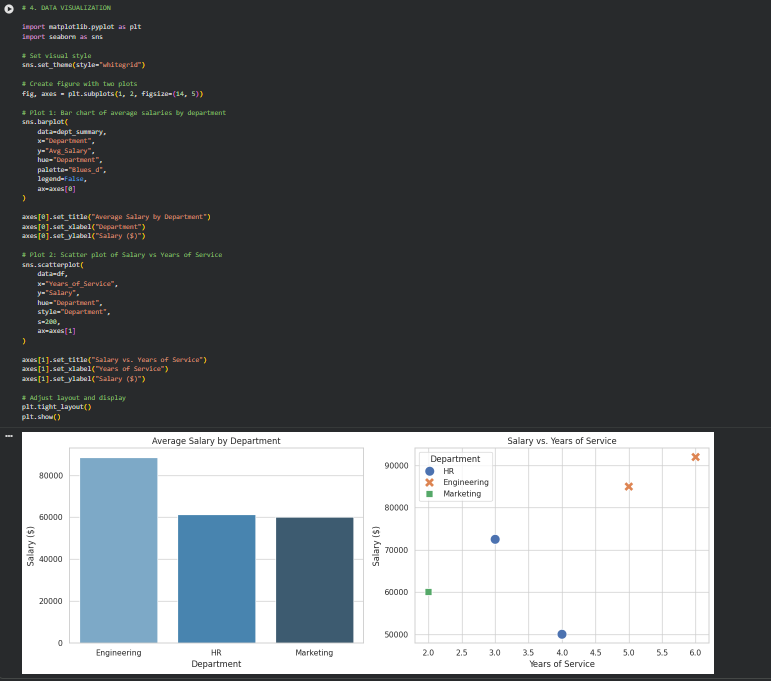 # 4. DATA VISUALIZATION
import matplotlib.pyplot as plt
import seaborn as sns
# Set visual style
sns.set_theme(style="whitegrid")
# Create figure with two plots
fig, axes = plt.subplots(1, 2, figsize=(14, 5))
# Plot 1: Bar chart of average salaries by department
sns.barplot(
    data=dept_summary,
    x="Department",
    y="Avg_Salary",
    hue="Department",
    palette="Blues_d",
    legend=False,
    ax=axes[0]
)
axes[0].set_title("Average Salary by Department")
axes[0].set_xlabel("Department")
axes[0].set_ylabel("Salary ($)")
# Plot 2: Scatter plot of Salary vs Years of Service
sns.scatterplot(
    data=df,
    x="Years_of_Service",
    y="Salary",
    hue="Department",
    style="Department",
    s=200,
    ax=axes[1]
)
axes[1].set_title("Salary vs. Years of Service")
axes[1].set_xlabel("Years of Service")
axes[1].set_ylabel("Salary ($)")
# Adjust layout and display
plt.tight_layout()
plt.show()
Average Salary by Department
Salary ($)
80000
60000
40000
20000
0
Engineering HR Marketing
Department
Salary vs. Years of Service
Department
HR
Engineering
Marketing
Salary ($)
90000
80000
70000
60000
50000
2.0 2.5 3.0 3.5 4.0 4.5 5.0 5.5 6.0
Years of Service